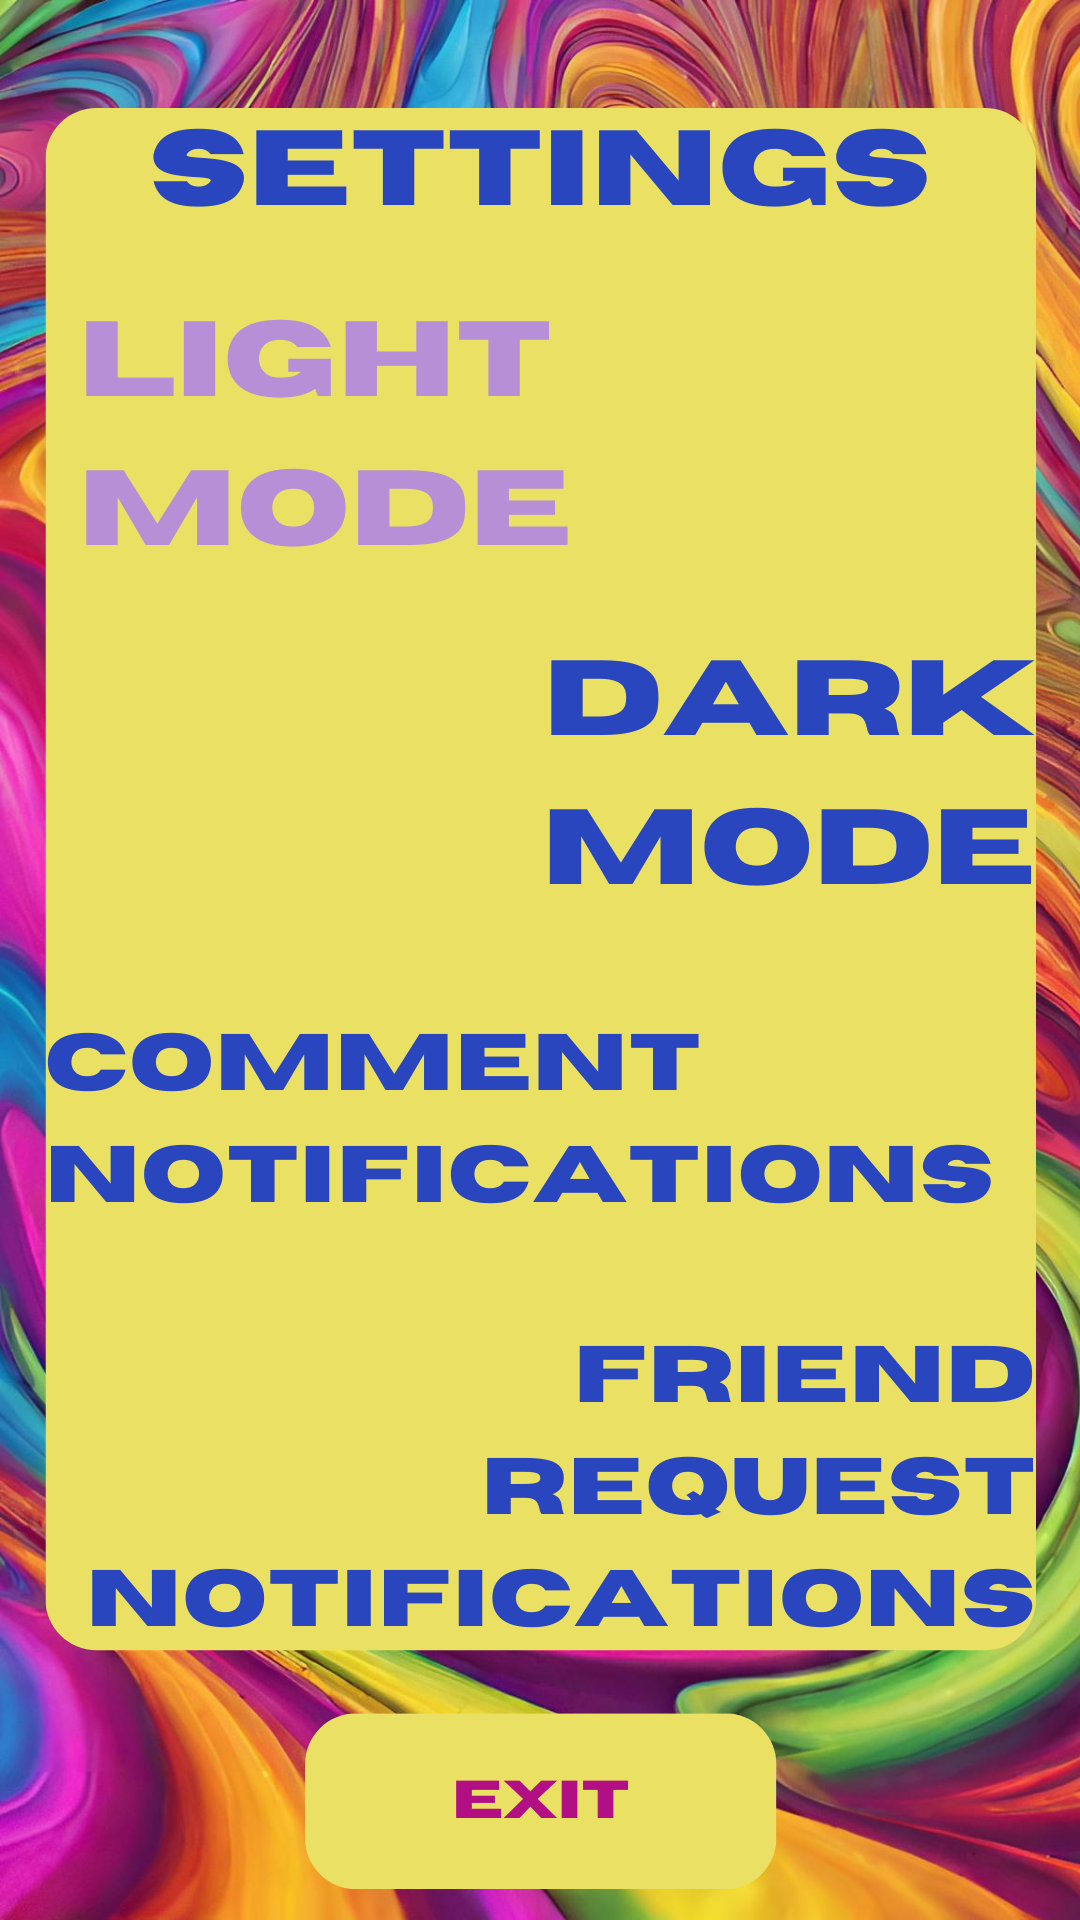 SETTINGS
LIGHT
MODE
DARK
MODE
COMMENT
NOTIFICATIONS
FRIEND
REQUEST
NOTIFICATIONS
EXIT